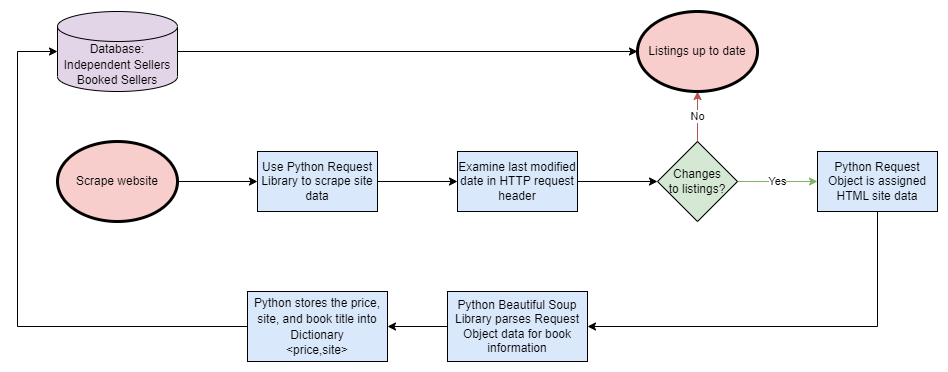 Database:
Independent Sellers
Booked Sellers
Listings up to date
No
Scrape website
Use Python Request
Library to scrape site
data
Examine last modified
date in HTTP request
header
Changes
to listings?
Yes
Python Request
Object is assigned
HTML site data
Python stores the price,
site, and book title into
Dictionary
<price,site>
Python Beautiful Soup
Library parses Request
Object data for book
information